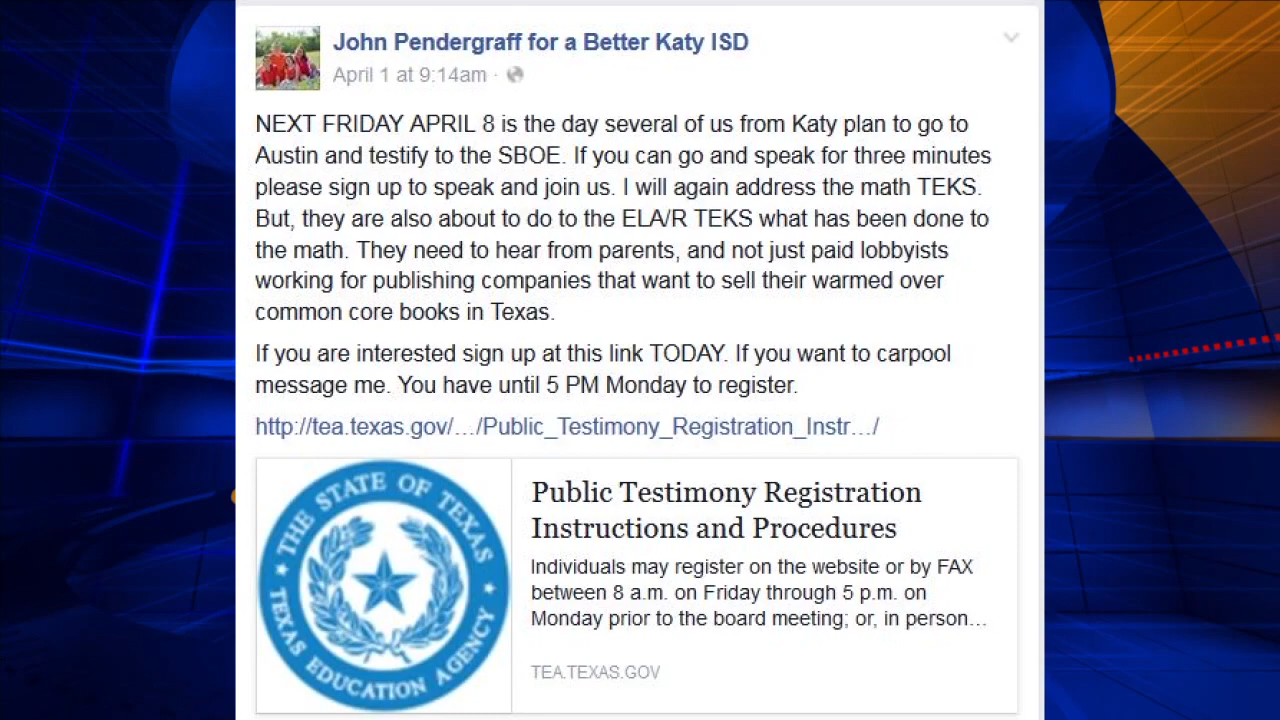 John Pendergraff for a Better Katy ISD
April 1 at 9:14am ·
NEXT FRIDAY APRIL 8 is the day several of us from Katy plan to go to
Austin and testify to the SBOE. If you can go and speak for three minutes
please sign up to speak and join us. I will again address the math TEKS.
But, they are also about to do to the ELA/R TEKS what has been done to
the math. They need to hear from parents, and not just paid lobbyists
working for publishing companies that want to sell their warmed over
common core books in Texas.
If you are interested sign up at this link TODAY. If you want to carpool
message me. You have until 5 PM Monday to register.
http://tea.texas.gov/…/Public_Testimony_Registration_Instr…/
THE STATE OF TEXAS
TEXAS EDUCATION AGENCY
Public Testimony Registration
Instructions and Procedures
Individuals may register on the website or by FAX
between 8 a.m. on Friday through 5 p.m. on
Monday prior to the board meeting; or, in person…
TEA.TEXAS.GOV